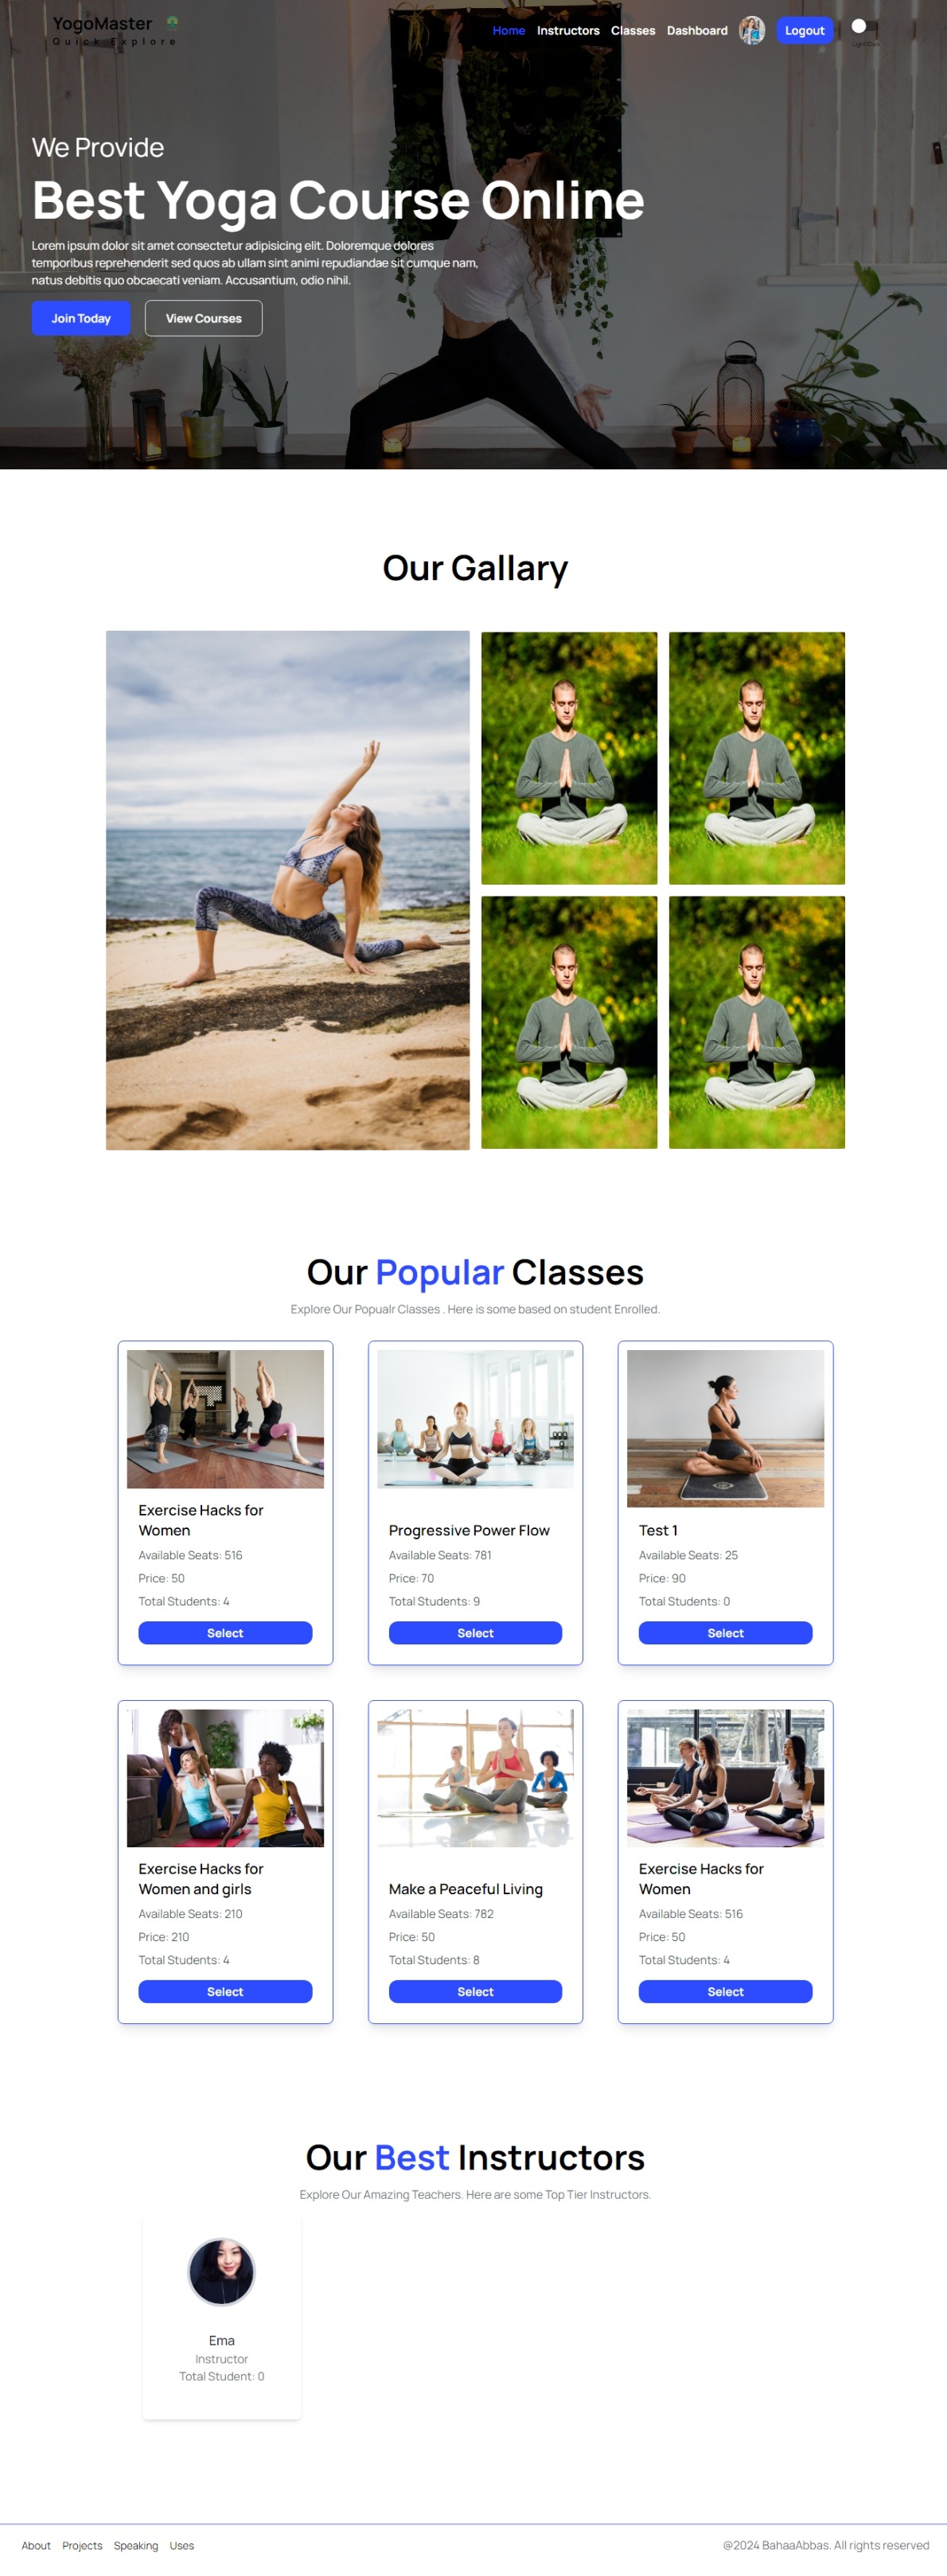 YogoMaster
Quick Explore
Home Instructors Classes Dashboard Logout
Light/Dark
We Provide
Best Yoga Course Online
Lorem ipsum dolor sit amet consectetur adipisicing elit. Doloremque dolores
temporibus reprehenderit sed quos ab ullam sint animi repudiandae sit cumque nam,
natus debitis quo obcaecati veniam. Accusantium, odio nihil.
Join Today View Courses
Our Gallary
Our Popular Classes
Explore Our Popualr Classes . Here is some based on student Enrolled.
Exercise Hacks for
Women
Available Seats: 516
Price: 50
Total Students: 4
Select
Progressive Power Flow
Available Seats: 781
Price: 70
Total Students: 9
Select
Test 1
Available Seats: 25
Price: 90
Total Students: 0
Select
Exercise Hacks for
Women and girls
Available Seats: 210
Price: 210
Total Students: 4
Select
Make a Peaceful Living
Available Seats: 782
Price: 50
Total Students: 8
Select
Exercise Hacks for
Women
Available Seats: 516
Price: 50
Total Students: 4
Select
Our Best Instructors
Explore Our Amazing Teachers. Here are some Top Tier Instructors.
Ema
Instructor
Total Student: 0
About Projects Speaking Uses
@2024 BahaaAbbas. All rights reserved